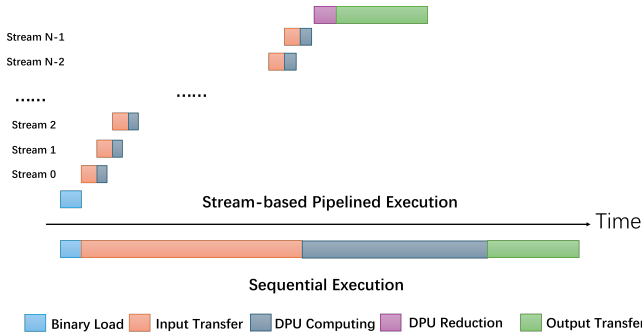 Stream N-1
Stream N-2
...... ......
Stream 2
Stream 1
Stream 0
Stream-based Pipelined Execution
Time
Sequential Execution
Binary Load Input Transfer DPU Computing DPU Reduction Output Transfer